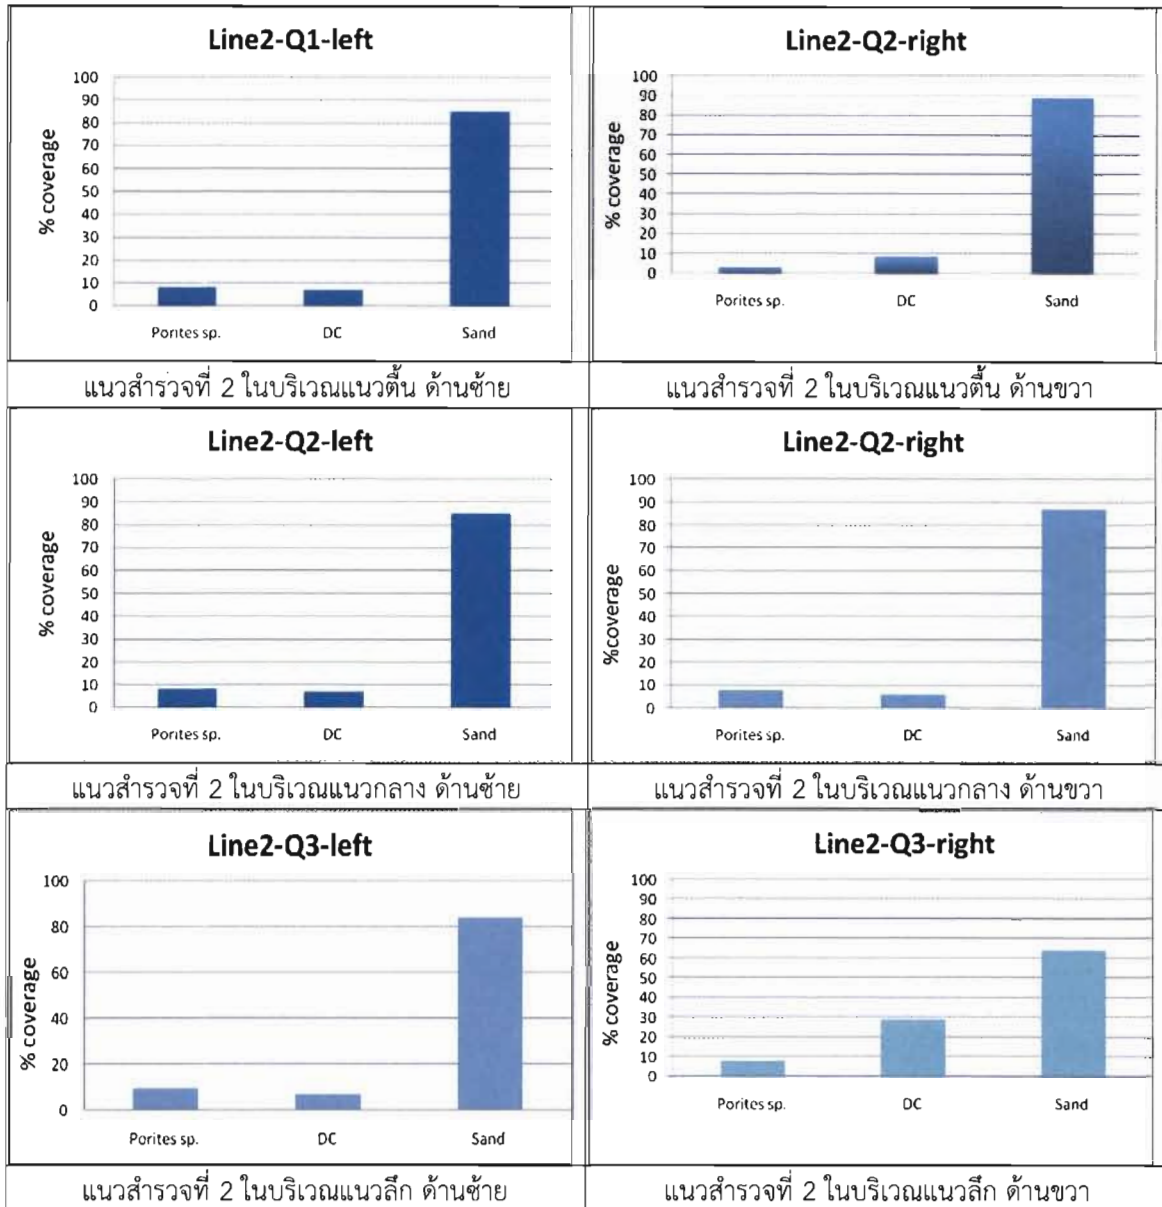 Line2-Q1-left
% coverage
100
90
80
70
60
50
40
30
20
10
0
Porites sp.
DC
Sand
Line2-Q2-right
% coverage
100
90
80
70
60
50
40
30
20
10
0
Porites sp.
DC
Sand
แนวสำรวจที่ 2 ในบริเวณแนวตื้น ด้านซ้าย
แนวสำรวจที่ 2 ในบริเวณแนวตื้น ด้านขวา
Line2-Q2-left
% coverage
100
90
80
70
60
50
40
30
20
10
0
Porites sp.
DC
Sand
Line2-Q2-right
%coverage
100
90
80
70
60
50
40
30
20
10
0
Porites sp.
DC
Sand
แนวสำรวจที่ 2 ในบริเวณแนวกลาง ด้านซ้าย
แนวสำรวจที่ 2 ในบริเวณแนวกลาง ด้านขวา
Line2-Q3-left
% coverage
100
80
60
40
20
0
Porites sp.
DC
Sand
Line2-Q3-right
% coverage
100
90
80
70
60
50
40
30
20
10
0
Porites sp.
DC
Sand
แนวสำรวจที่ 2 ในบริเวณแนวลึก ด้านซ้าย
แนวสำรวจที่ 2 ในบริเวณแนวลึก ด้านขวา